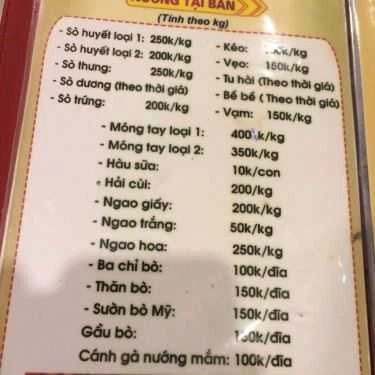 NƯỚNG TẠI BÀN
(Tính theo kg)
- Sò huyết loại 1: 250k/kg
- Sò huyết loại 2: 200k/kg
- Sò thưng: 250k/kg
- Sò dương (theo thời giá)
- Sò trứng: 200k/kg
- Kéo: k/kg
- Vẹo: 150k/kg
- Tu hài (Theo thời giá)
- Bề bề ( Theo thời giá)
- Vạm: 150k/kg
- Móng tay loại 1: 400k/kg
- Móng tay loại 2: 350k/kg
- Hàu sữa: 10k/con
- Hải cùi: 200/kg
- Ngao giấy: 200k/kg
- Ngao trắng: 50k/kg
- Ngao hoa: 250k/kg
- Ba chỉ bò: 100k/đĩa
- Thăn bò: 150k/đĩa
- Sườn bò Mỹ: 150k/đĩa
Gầu bò: 150k/đĩa
Cánh gà nướng mắm: 100k/đĩa